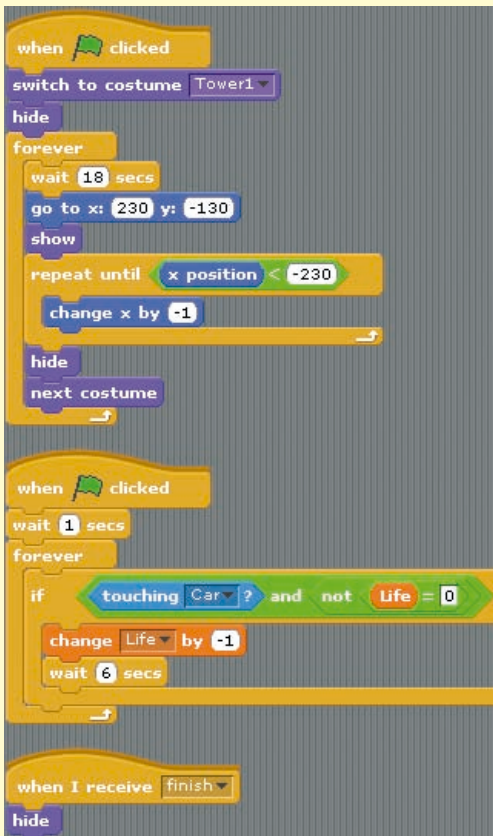 when clicked
switch to costume Tower1
hide
forever
wait 18 secs
go to x: 230 y: -130
show
repeat until x position < -230
change x by -1
hide
next costume
when clicked
wait 1 secs
forever
if touching Car ? and not Life = 0
change Life by -1
wait 6 secs
when I receive finish
hide